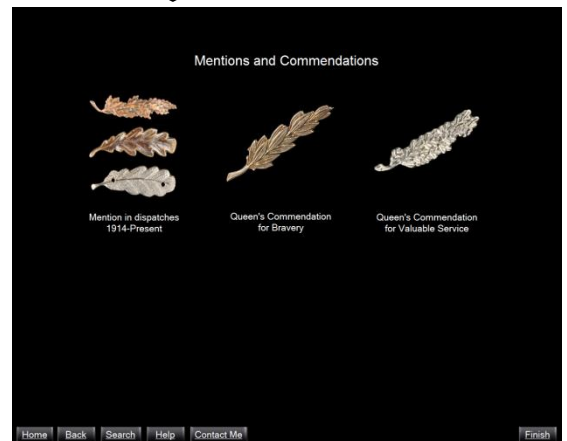 Mentions and Commendations
Mention in dispatches
1914-Present
Queen's Commendation
for Bravery
Queen's Commendation
for Valuable Service
Home Back Search Help Contact Me Finish